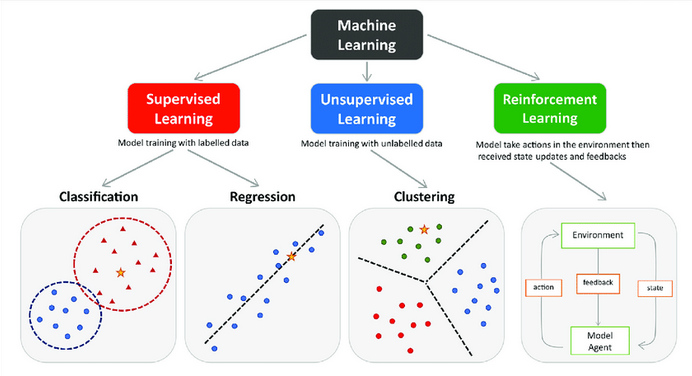 Machine
Learning
Supervised
Learning
Unsupervised
Learning
Reinforcement
Learning
Model training with labelled data
Model training with unlabelled data
Model take actions in the environment then
received state updates and feedbacks
Classification
Regression
Clustering
Environment
action
feedback
state
Model
Agent